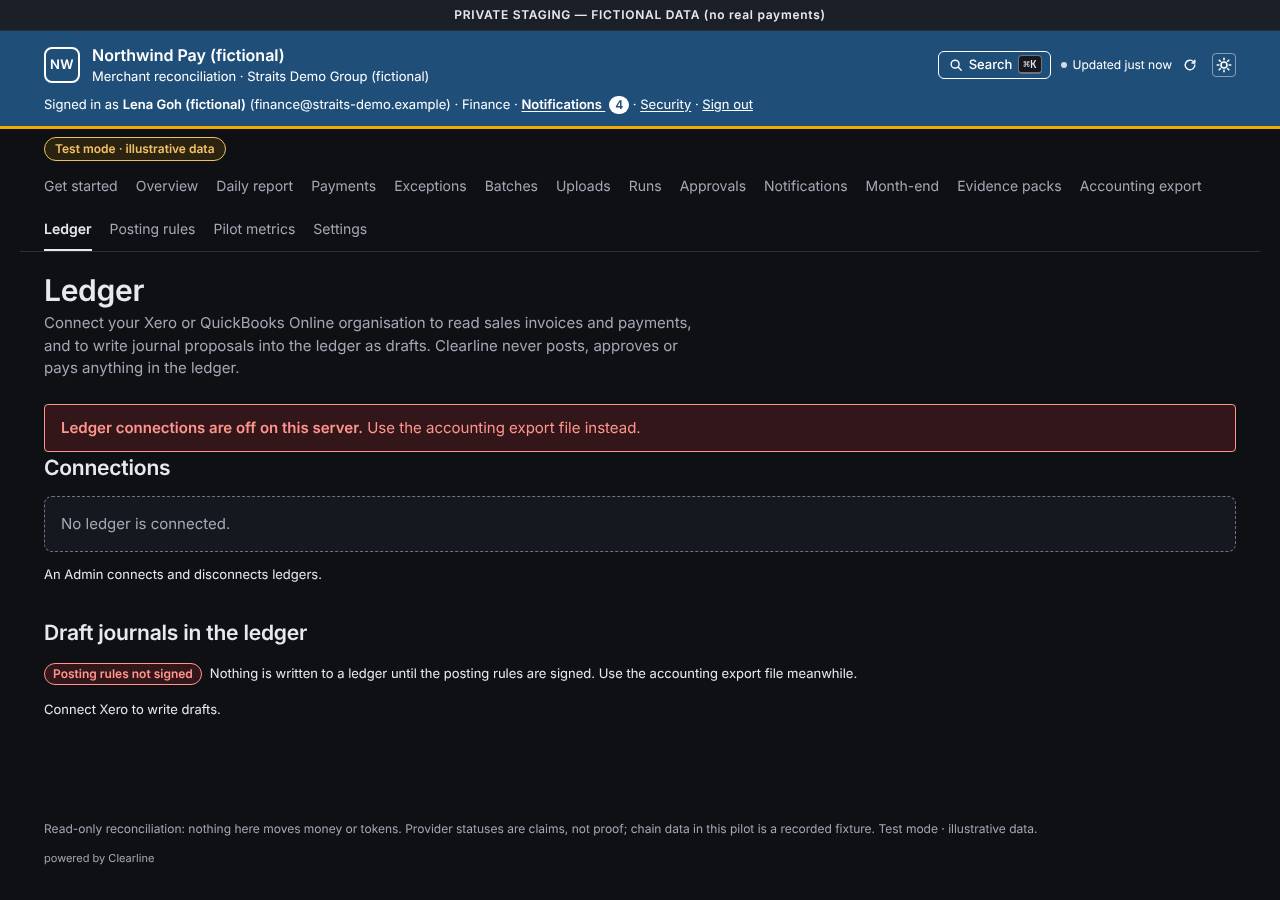 PRIVATE STAGING — FICTIONAL DATA (no real payments)
NW
Northwind Pay (fictional)
Merchant reconciliation · Straits Demo Group (fictional)
Search ⌘K
Updated just now
Signed in as Lena Goh (fictional) (finance@straits-demo.example) · Finance · Notifications 4 · Security · Sign out
Test mode · illustrative data
Get started Overview Daily report Payments Exceptions Batches Uploads Runs Approvals Notifications Month-end Evidence packs Accounting export
Ledger Posting rules Pilot metrics Settings
Ledger
Connect your Xero or QuickBooks Online organisation to read sales invoices and payments,
and to write journal proposals into the ledger as drafts. Clearline never posts, approves or
pays anything in the ledger.
Ledger connections are off on this server. Use the accounting export file instead.
Connections
No ledger is connected.
An Admin connects and disconnects ledgers.
Draft journals in the ledger
Posting rules not signed Nothing is written to a ledger until the posting rules are signed. Use the accounting export file meanwhile.
Connect Xero to write drafts.
Read-only reconciliation: nothing here moves money or tokens. Provider statuses are claims, not proof; chain data in this pilot is a recorded fixture. Test mode · illustrative data.
powered by Clearline